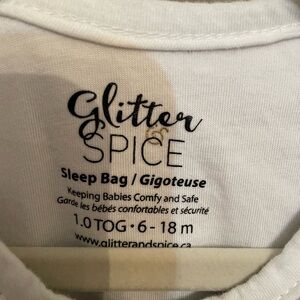 Glitter
SPICE
Sleep Bag / Gigoteuse
Keeping Babies Comfy and Safe
Garde les bébés confortables et sécurité
1.0 TOG • 6 - 18 m
www.glitterandspice.ca